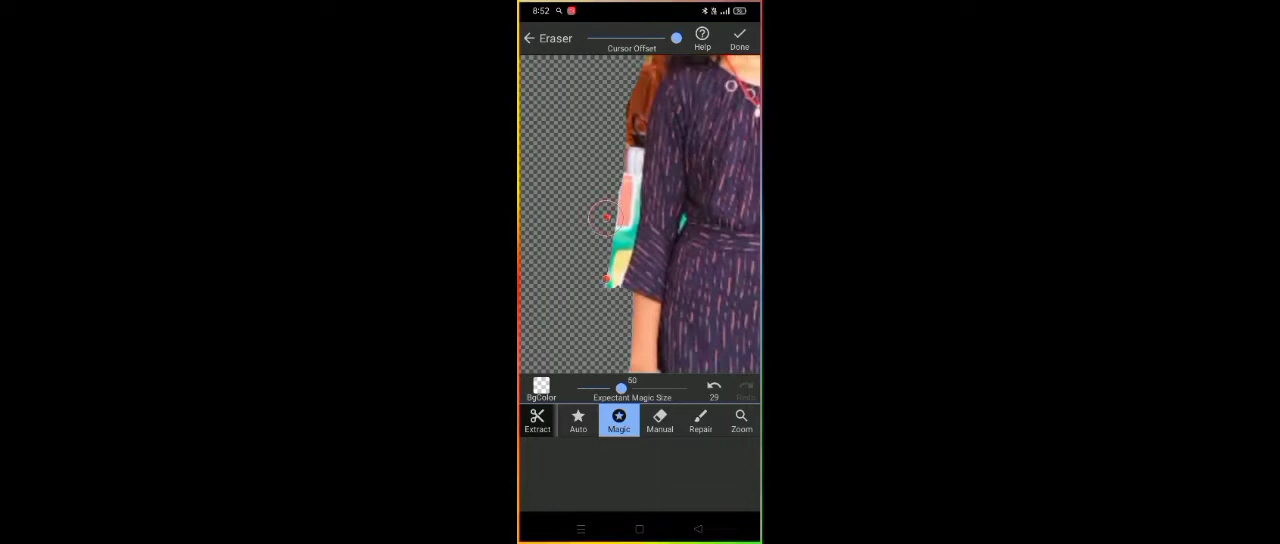 8:52
Eraser
Cursor Offset
Help
Done
50
BgColor
Expectant Magic Size
29
Redo
Extract
Auto
Magic
Manual
Repair
Zoom